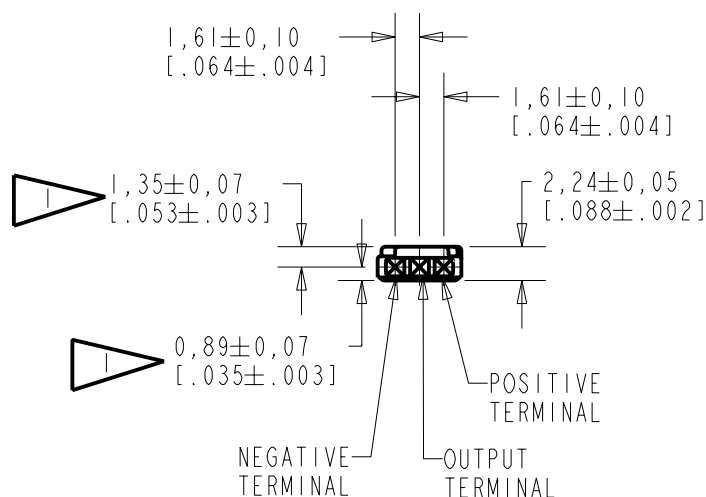 1,61±0,10
[.064±.004]
1,61±0,10
[.064±.004]
1
1,35±0,07
[.053±.003]
2,24±0,05
[.088±.002]
1
0,89±0,07
[.035±.003]
POSITIVE
TERMINAL
NEGATIVE
TERMINAL
OUTPUT
TERMINAL